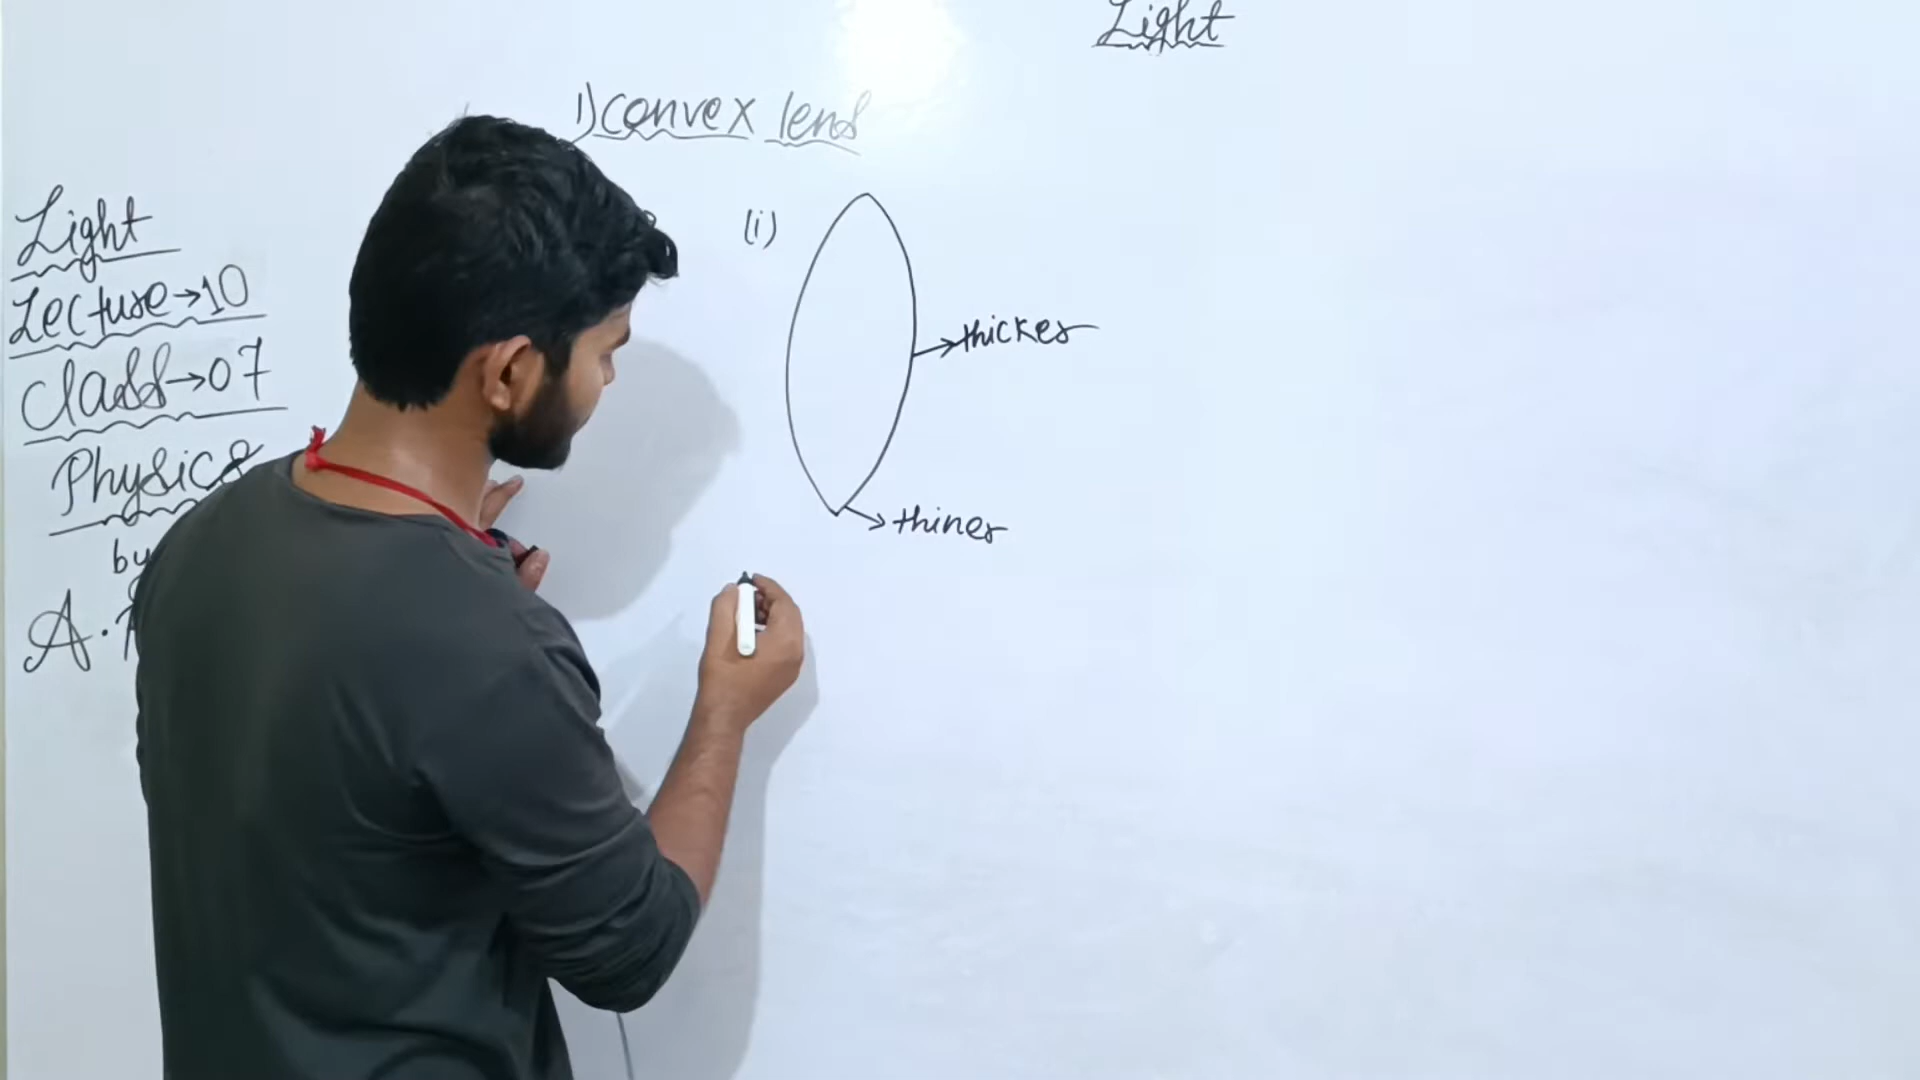 Light
1) convex lens
(i)
thicker
thiner
Light
Lecture→10
Class→07
Physics
by
A.